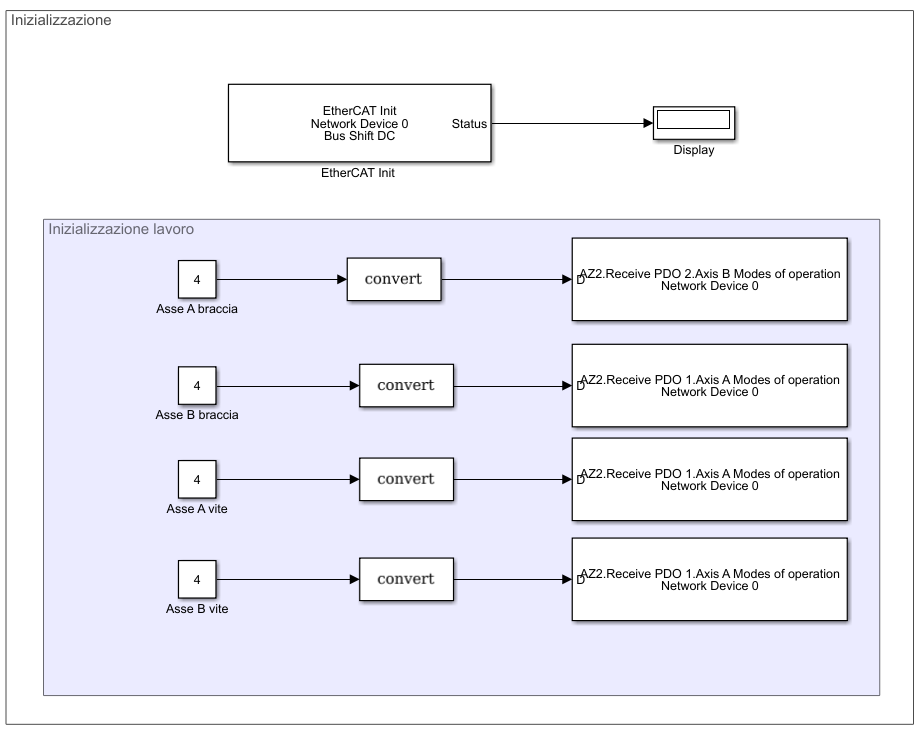 Inizializzazione
EtherCAT Init
Network Device 0
Bus Shift DC
Status
EtherCAT Init
Display
Inizializzazione lavoro
4
Asse A braccia
convert
D
AZ2.Receive PDO 2.Axis B Modes of operation
Network Device 0
4
Asse B braccia
convert
D
AZ2.Receive PDO 1.Axis A Modes of operation
Network Device 0
4
Asse A vite
convert
D
AZ2.Receive PDO 1.Axis A Modes of operation
Network Device 0
4
Asse B vite
convert
D
AZ2.Receive PDO 1.Axis A Modes of operation
Network Device 0